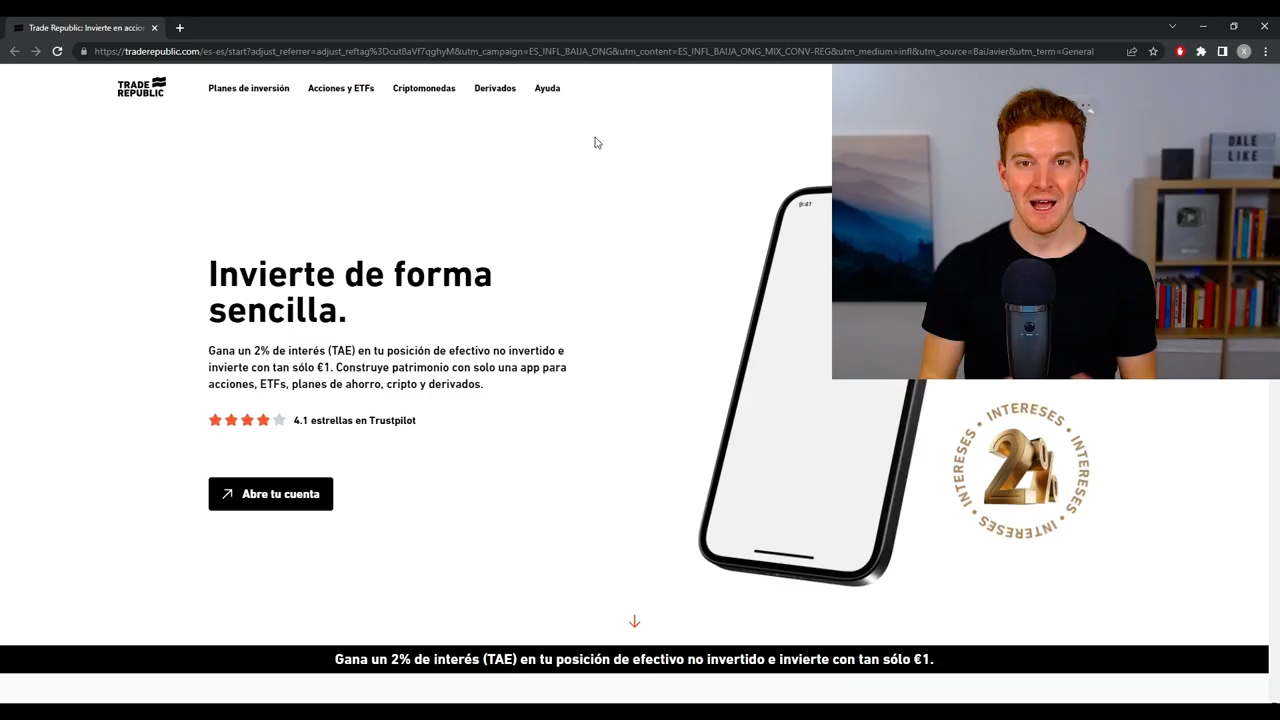 Trade Republic: Invierte en accio
https://traderepublic.com/es-es/start?adjust_referrer=adjust_reftag%3Dcut8aVf7qghyM&utm_campaign=ES_INFL_BAIJA_ONG&utm_content=ES_INFL_BAIJA_ONG_MIX_CONV-REG&utm_medium=infl&utm_source=BaiJavier&utm_term=General
X
TRADE
REPUBLIC
Planes de inversión
Acciones y ETFs
Criptomonedas
Derivados
Ayuda
DALE
LIKE
9:41
Invierte de forma
sencilla.
Gana un 2% de interés (TAE) en tu posición de efectivo no invertido e
invierte con tan sólo €1. Construye patrimonio con solo una app para
acciones, ETFs, planes de ahorro, cripto y derivados.
4.1 estrellas en Trustpilot
Abre tu cuenta
INTERESES • INTERESES • INTERESES • INTERESES •
2%
Gana un 2% de interés (TAE) en tu posición de efectivo no invertido e invierte con tan sólo €1.